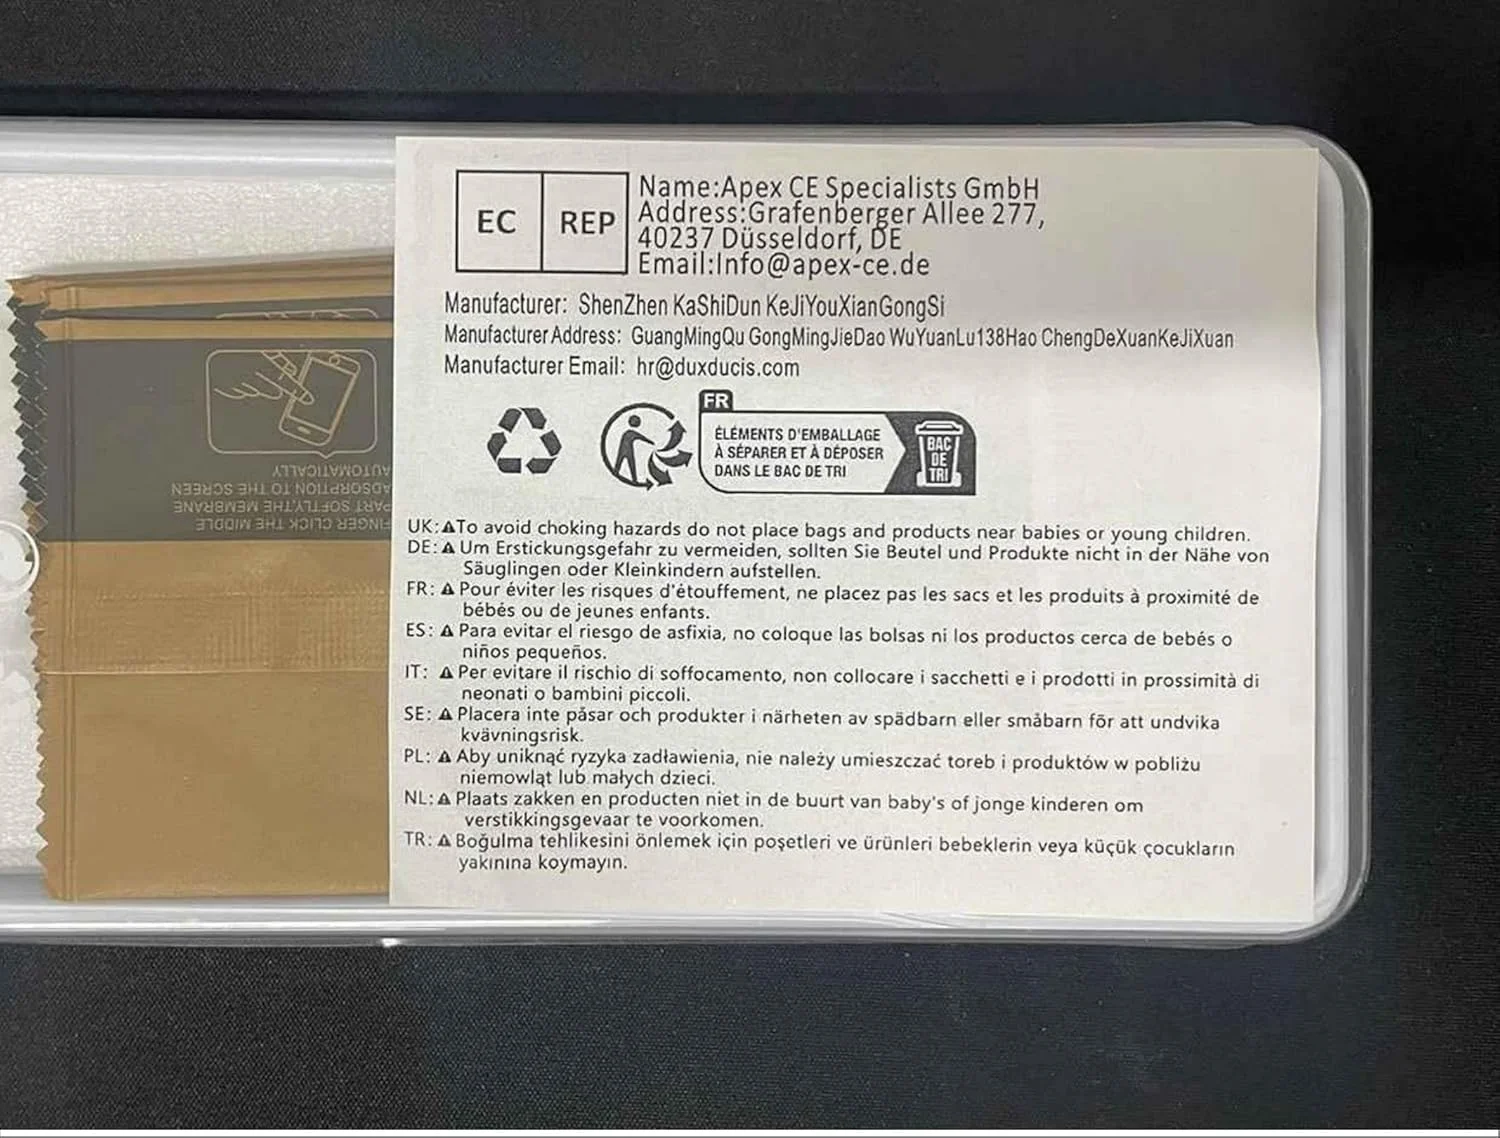 EC REP
Name:Apex CE Specialists GmbH
Address:Grafenberger Allee 277,
40237 Düsseldorf, DE
Email:Info@apex-ce.de
Manufacturer: ShenZhen KaShiDun KeJiYouXianGongSi
Manufacturer Address: GuangMingQu GongMingJieDao WuYuanLu138Hao ChengDeXuanKeJiXuan
Manufacturer Email: hr@duxducis.com
FR
ÉLÉMENTS D'EMBALLAGE
À SÉPARER ET À DÉPOSER
DANS LE BAC DE TRI
BAC
DE
TRI
UK:⚠To avoid choking hazards do not place bags and products near babies or young children.
DE:⚠Um Erstickungsgefahr zu vermeiden, sollten Sie Beutel und Produkte nicht in der Nähe von
Säuglingen oder Kleinkindern aufstellen.
FR:⚠Pour éviter les risques d'étouffement, ne placez pas les sacs et les produits à proximité de
bébés ou de jeunes enfants.
ES:⚠Para evitar el riesgo de asfixia, no coloque las bolsas ni los productos cerca de bebés o
niños pequeños.
IT:⚠Per evitare il rischio di soffocamento, non collocare i sacchetti e i prodotti in prossimità di
neonati o bambini piccoli.
SE:⚠Placera inte påsar och produkter i närheten av spädbarn eller småbarn för att undvika
kvävningsrisk.
PL:⚠Aby uniknąć ryzyka zadławienia, nie należy umieszczać toreb i produktów w pobliżu
niemowląt lub małych dzieci.
NL:⚠Plaats zakken en producten niet in de buurt van baby's of jonge kinderen om
verstikkingsgevaar te voorkomen.
TR:⚠Boğulma tehlikesini önlemek için poşetleri ve ürünleri bebeklerin veya küçük çocukların
yakınına koymayın.
FINGER CLICK THE MIDDLE
PART SOFTLY,THE MEMBRANE
ADSORPTION TO THE SCREEN
AUTOMATICALLY